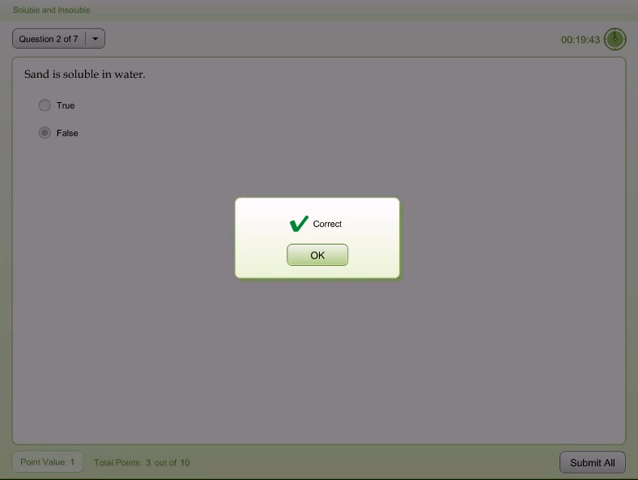 Soluble and Insoluble
Question 2 of 7
00:19:43
Sand is soluble in water.
True
False
Correct
OK
Point Value: 1
Total Points: 3 out of 10
Submit All